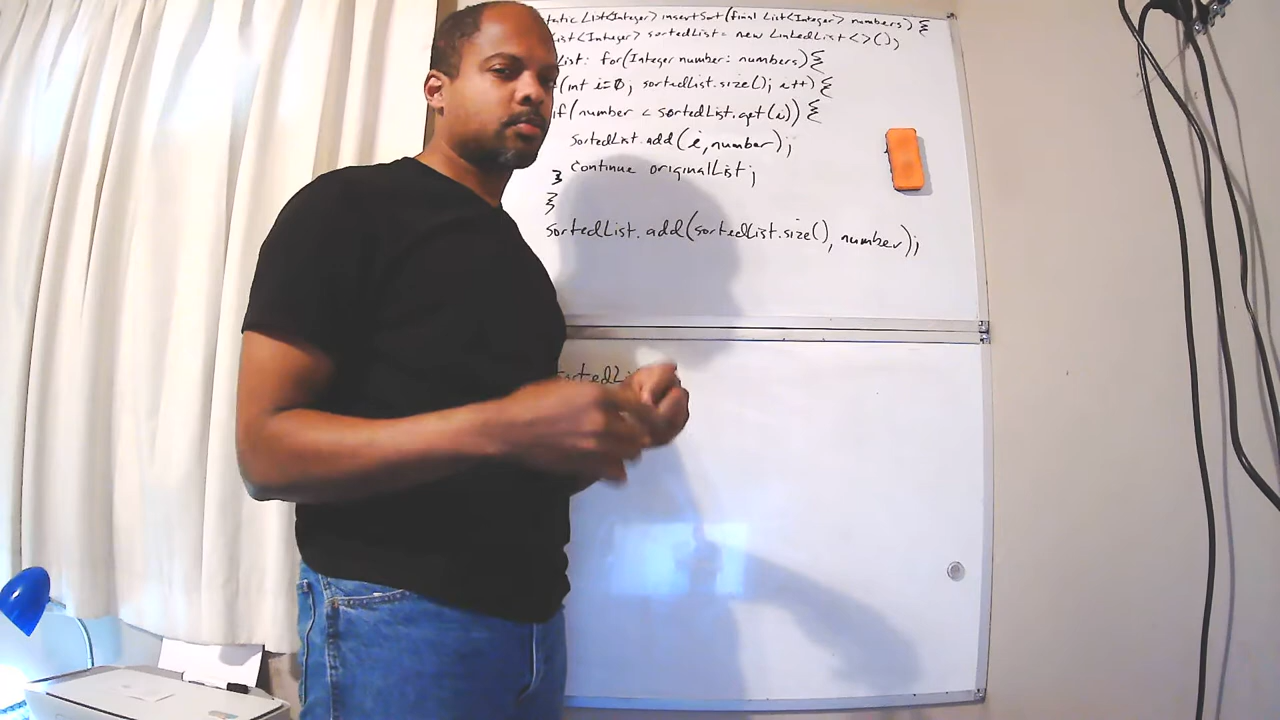 static List<Integer> insertSort(final List<Integer> numbers) {
List<Integer> sortedList = new LinkedList<>();
List: for(Integer number: numbers){
(int i=0; sortedList.size(); i++) {
if(number < sortedList.get(i)) {
sortedList.add(i, number);
} continue originalList;
}
sortedList.add(sortedList.size(), number);
sortedLi